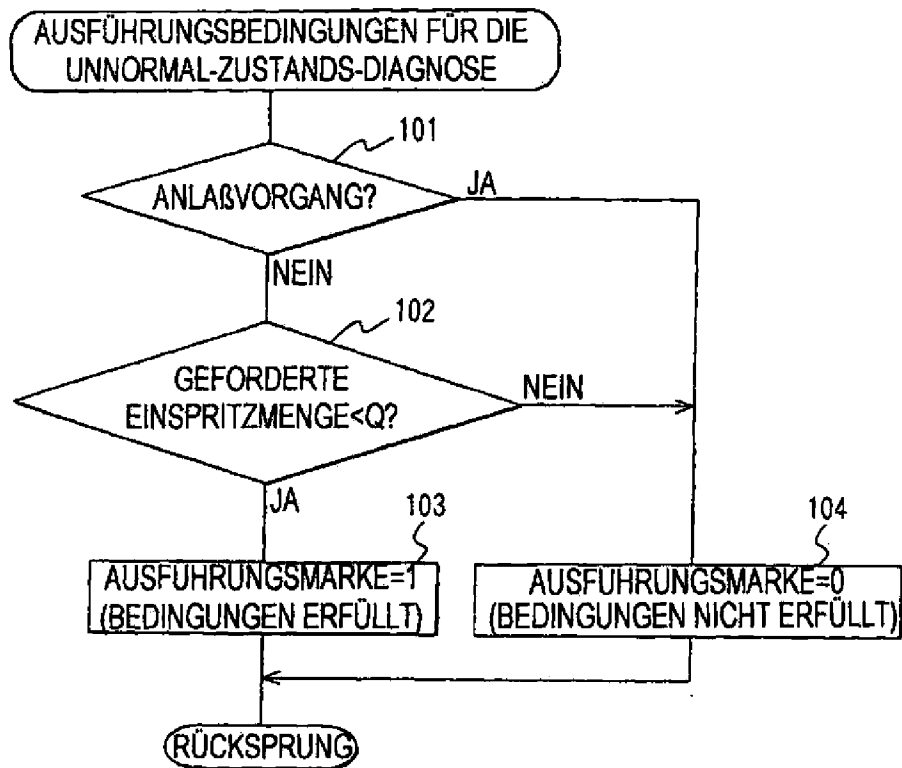 AUSFÜHRUNGSBEDINGUNGEN FÜR DIE
UNNORMAL-ZUSTANDS-DIAGNOSE
101
ANLAßVORGANG?
JA
NEIN
102
GEFORDERTE
EINSPRITZMENGE<Q?
NEIN
JA
103
AUSFÜHRUNGSMARKE=1
(BEDINGUNGEN ERFÜLLT)
104
AUSFÜHRUNGSMARKE=0
(BEDINGUNGEN NICHT ERFÜLLT)
RÜCKSPRUNG